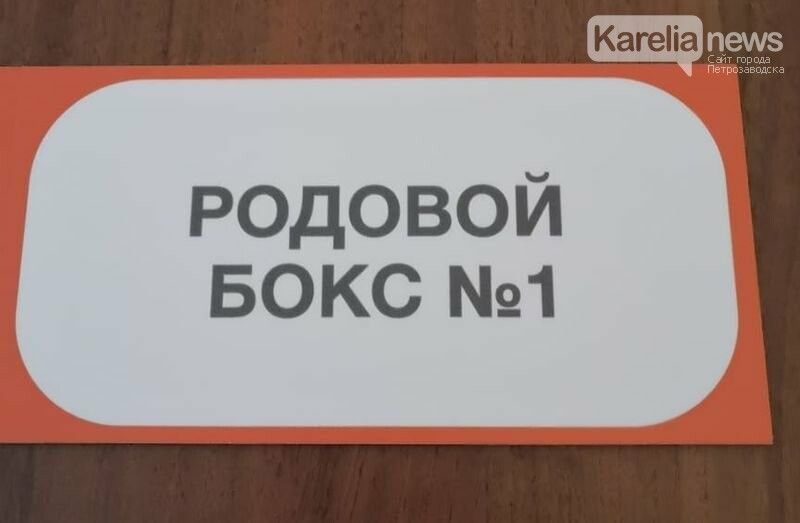 Karelia news
Сайт города
Петрозаводска
РОДОВОЙ
БОКС №1